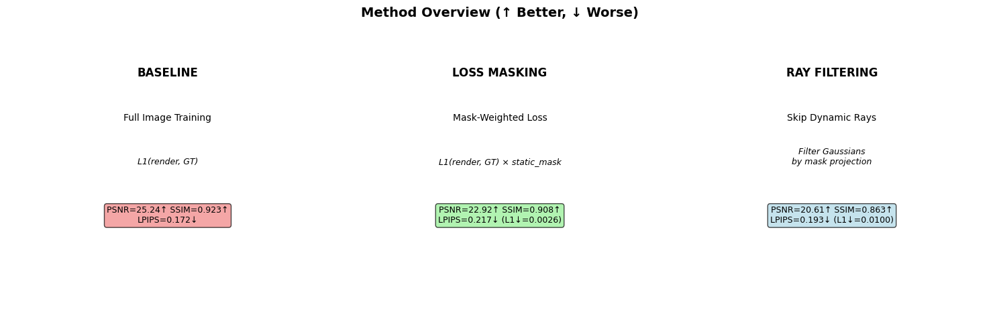 Method Overview (↑ Better, ↓ Worse)
BASELINE
Full Image Training
L1(render, GT)
PSNR=25.24↑ SSIM=0.923↑
LPIPS=0.172↓
LOSS MASKING
Mask-Weighted Loss
L1(render, GT) × static_mask
PSNR=22.92↑ SSIM=0.908↑
LPIPS=0.217↓ (L1↓=0.0026)
RAY FILTERING
Skip Dynamic Rays
Filter Gaussians
by mask projection
PSNR=20.61↑ SSIM=0.863↑
LPIPS=0.193↓ (L1↓=0.0100)